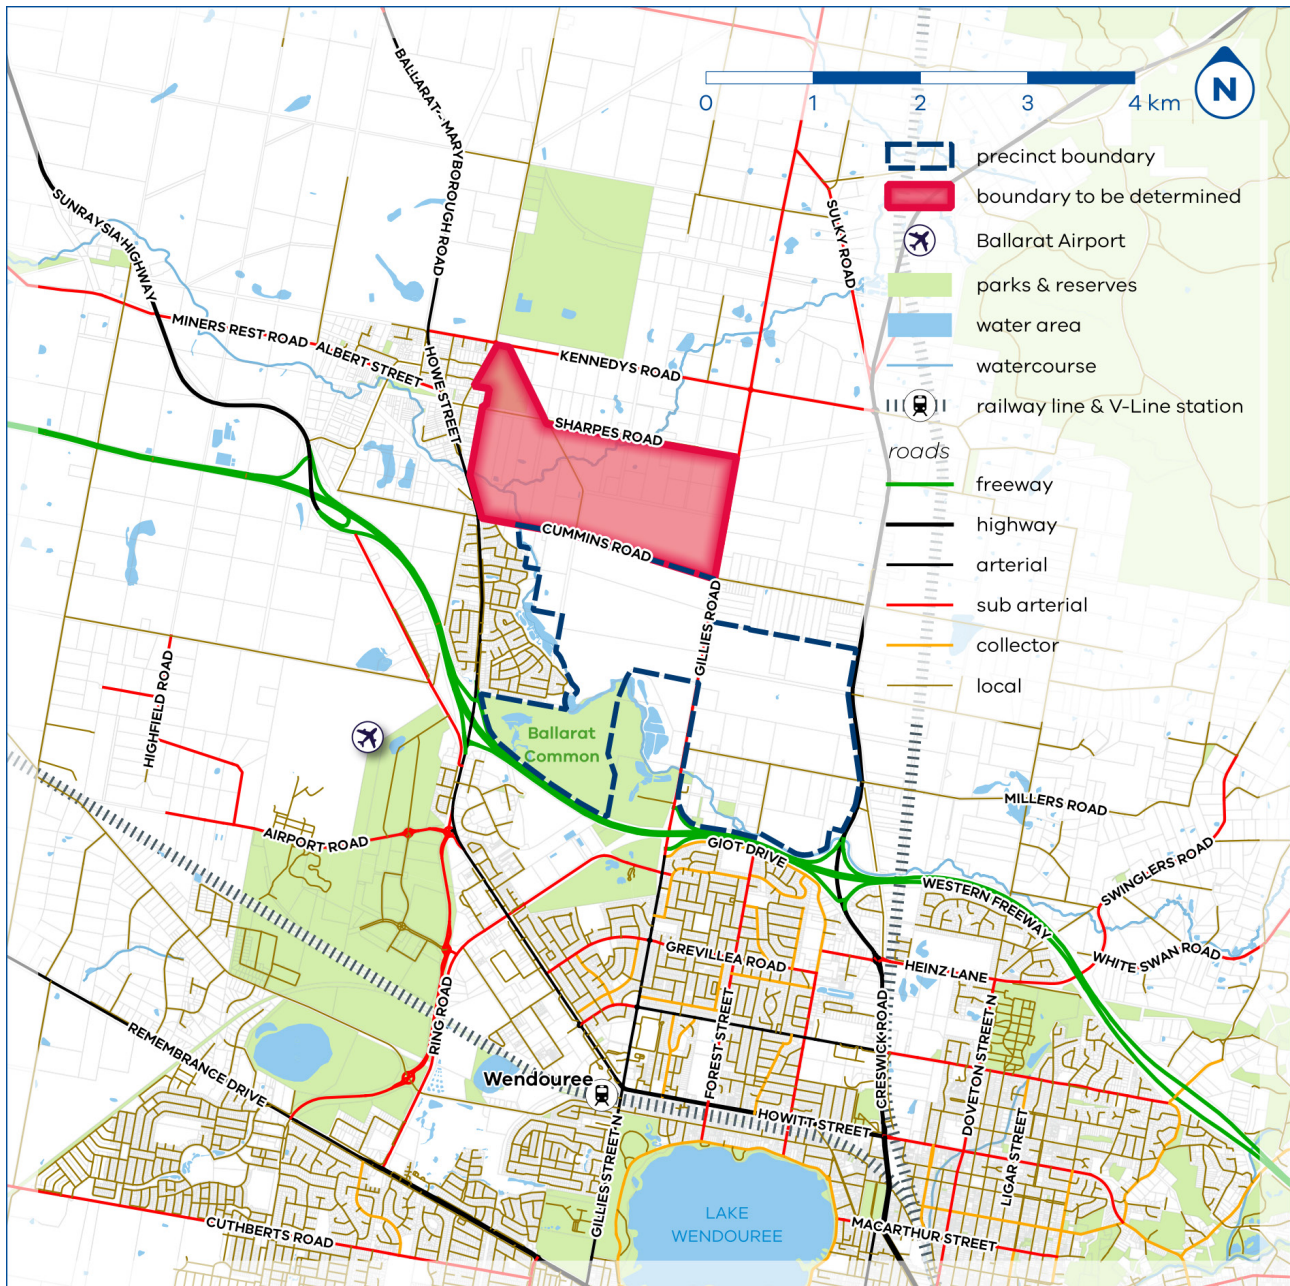 N
0 1 2 3 4 km
precinct boundary
boundary to be determined
Ballarat Airport
parks & reserves
water area
watercourse
railway line & V-Line station
roads
freeway
highway
arterial
sub arterial
collector
local
BALLARAT-MARYBOROUGH ROAD
SUNRAYSIA HIGHWAY
SULKY ROAD
MINERS REST ROAD
ALBERT STREET
HOWE STREET
KENNEDYS ROAD
SHARPES ROAD
CUMMINS ROAD
GILLIES ROAD
HIGHFIELD ROAD
Ballarat
Common
AIRPORT ROAD
GIOT DRIVE
MILLERS ROAD
SWINGLERS ROAD
WESTERN FREEWAY
WHITE SWAN ROAD
GREVILLEA ROAD
HEINZ LANE
RING ROAD
REMEMBRANCE DRIVE
FOREST STREET
CRESWICK ROAD
DOVETON STREET N
LIGAR STREET
Wendouree
HOWITT STREET
GILLIES STREET N
LAKE
WENDOUREE
MACARTHUR STREET
CUTHBERTS ROAD